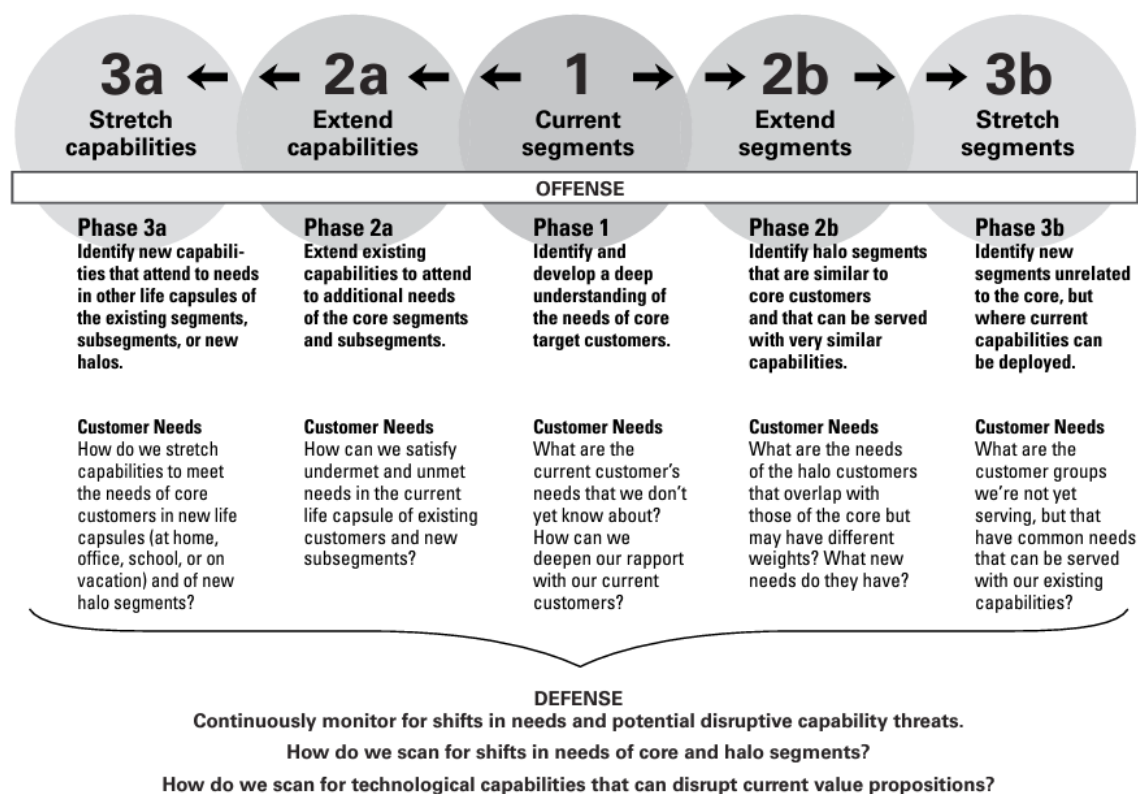 3a
Stretch
capabilities
2a
Extend
capabilities
1
Current
segments
2b
Extend
segments
3b
Stretch
segments
OFFENSE
Phase 3a
Identify new capabili-
ties that attend to needs
in other life capsules of
the existing segments,
subsegments, or new
halos.
Phase 2a
Extend existing
capabilities to attend
to additional needs
of the core segments
and subsegments.
Phase 1
Identify and
develop a deep
understanding of
the needs of core
target customers.
Phase 2b
Identify halo segments
that are similar to
core customers
and that can be served
with very similar
capabilities.
Phase 3b
Identify new
segments unrelated
to the core, but
where current
capabilities can
be deployed.
Customer Needs
How do we stretch
capabilities to meet
the needs of core
customers in new life
capsules (at home,
office, school, or on
vacation) and of new
halo segments?
Customer Needs
How can we satisfy
undermet and unmet
needs in the current
life capsule of existing
customers and new
subsegments?
Customer Needs
What are the
current customer's
needs that we don't
yet know about?
How can we
deepen our rapport
with our current
customers?
Customer Needs
What are the needs
of the halo customers
that overlap with
those of the core but
may have different
weights? What new
needs do they have?
Customer Needs
What are the
customer groups
we're not yet
serving, but that
have common needs
that can be served
with our existing
capabilities?
DEFENSE
Continuously monitor for shifts in needs and potential disruptive capability threats.
How do we scan for shifts in needs of core and halo segments?
How do we scan for technological capabilities that can disrupt current value propositions?